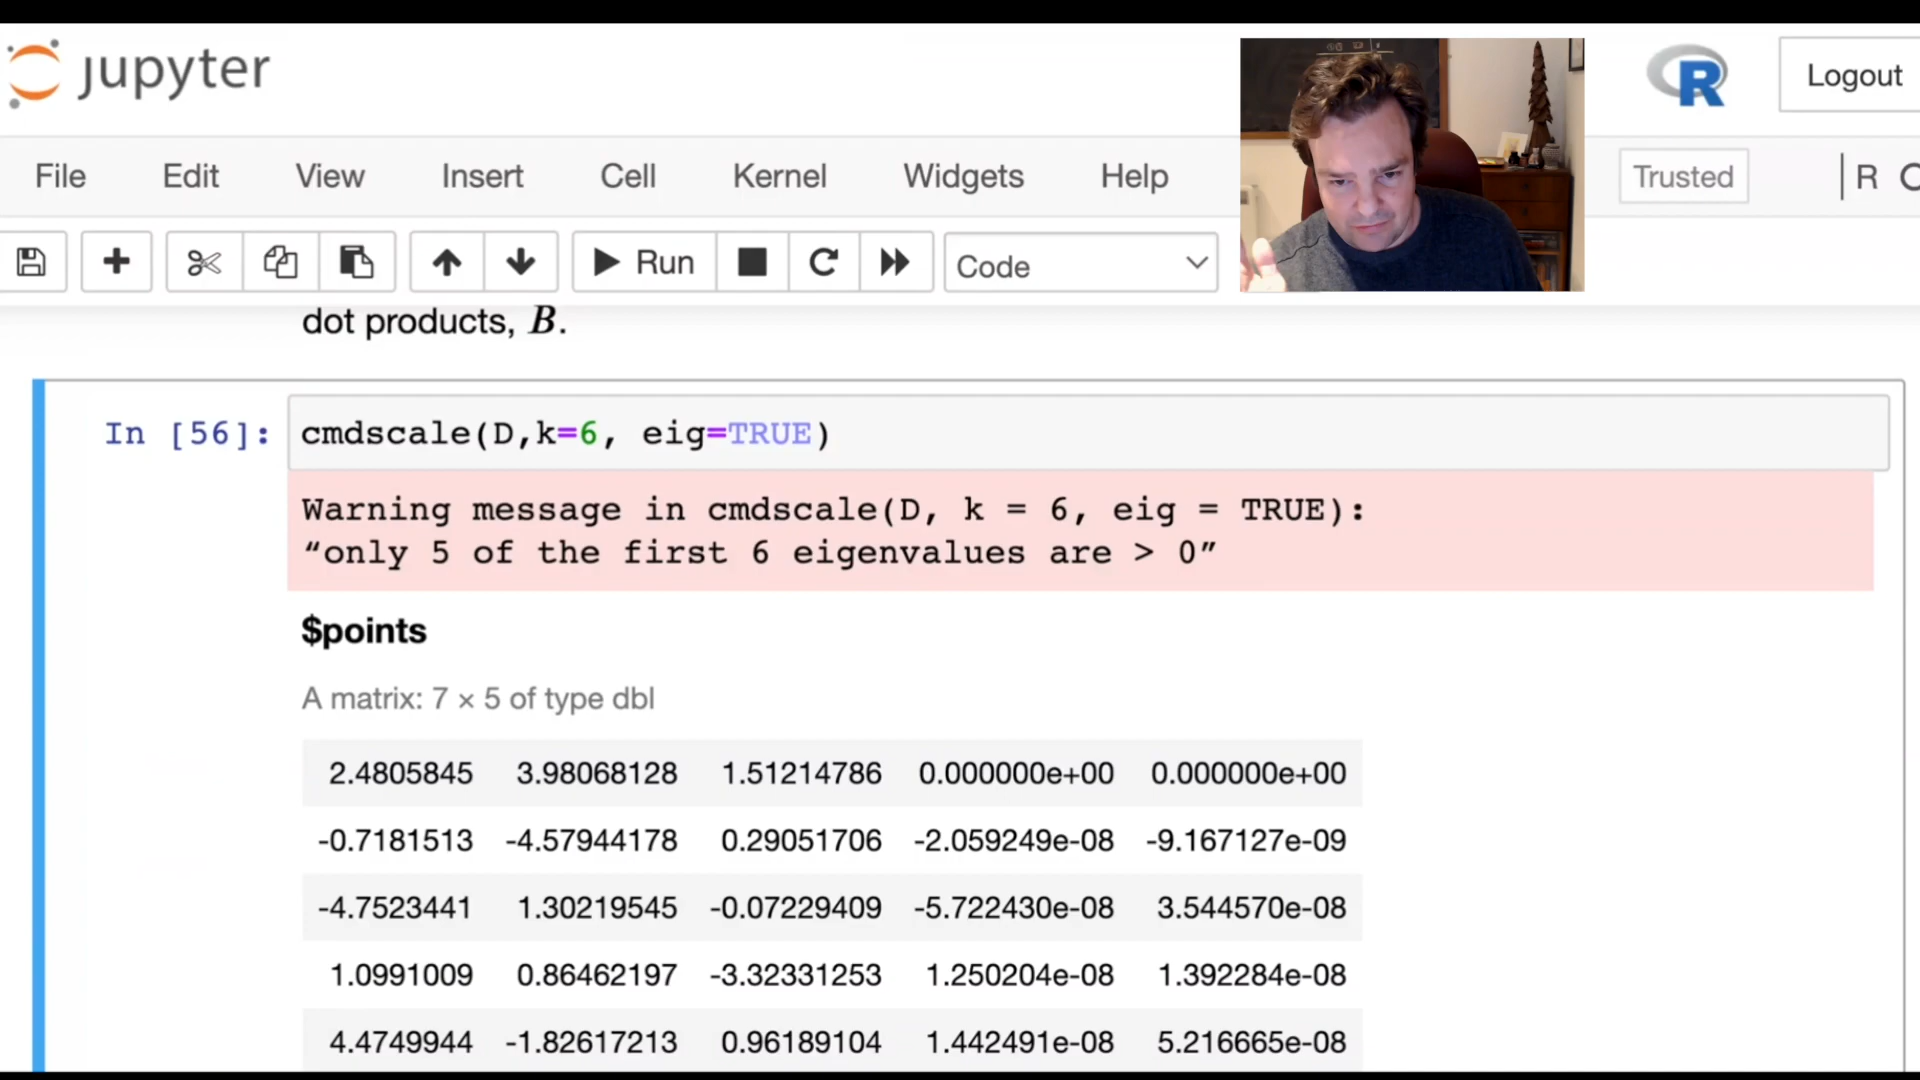 jupyter
R
Logout
File Edit View Insert Cell Kernel Widgets Help Trusted R
Run Code
dot products, B.
In [56]: cmdscale(D,k=6, eig=TRUE)
Warning message in cmdscale(D, k = 6, eig = TRUE):
“only 5 of the first 6 eigenvalues are > 0”
$points
A matrix: 7 × 5 of type dbl
2.4805845 3.98068128 1.51214786 0.000000e+00 0.000000e+00
-0.7181513 -4.57944178 0.29051706 -2.059249e-08 -9.167127e-09
-4.7523441 1.30219545 -0.07229409 -5.722430e-08 3.544570e-08
1.0991009 0.86462197 -3.32331253 1.250204e-08 1.392284e-08
4.4749944 -1.82617213 0.96189104 1.442491e-08 5.216665e-08